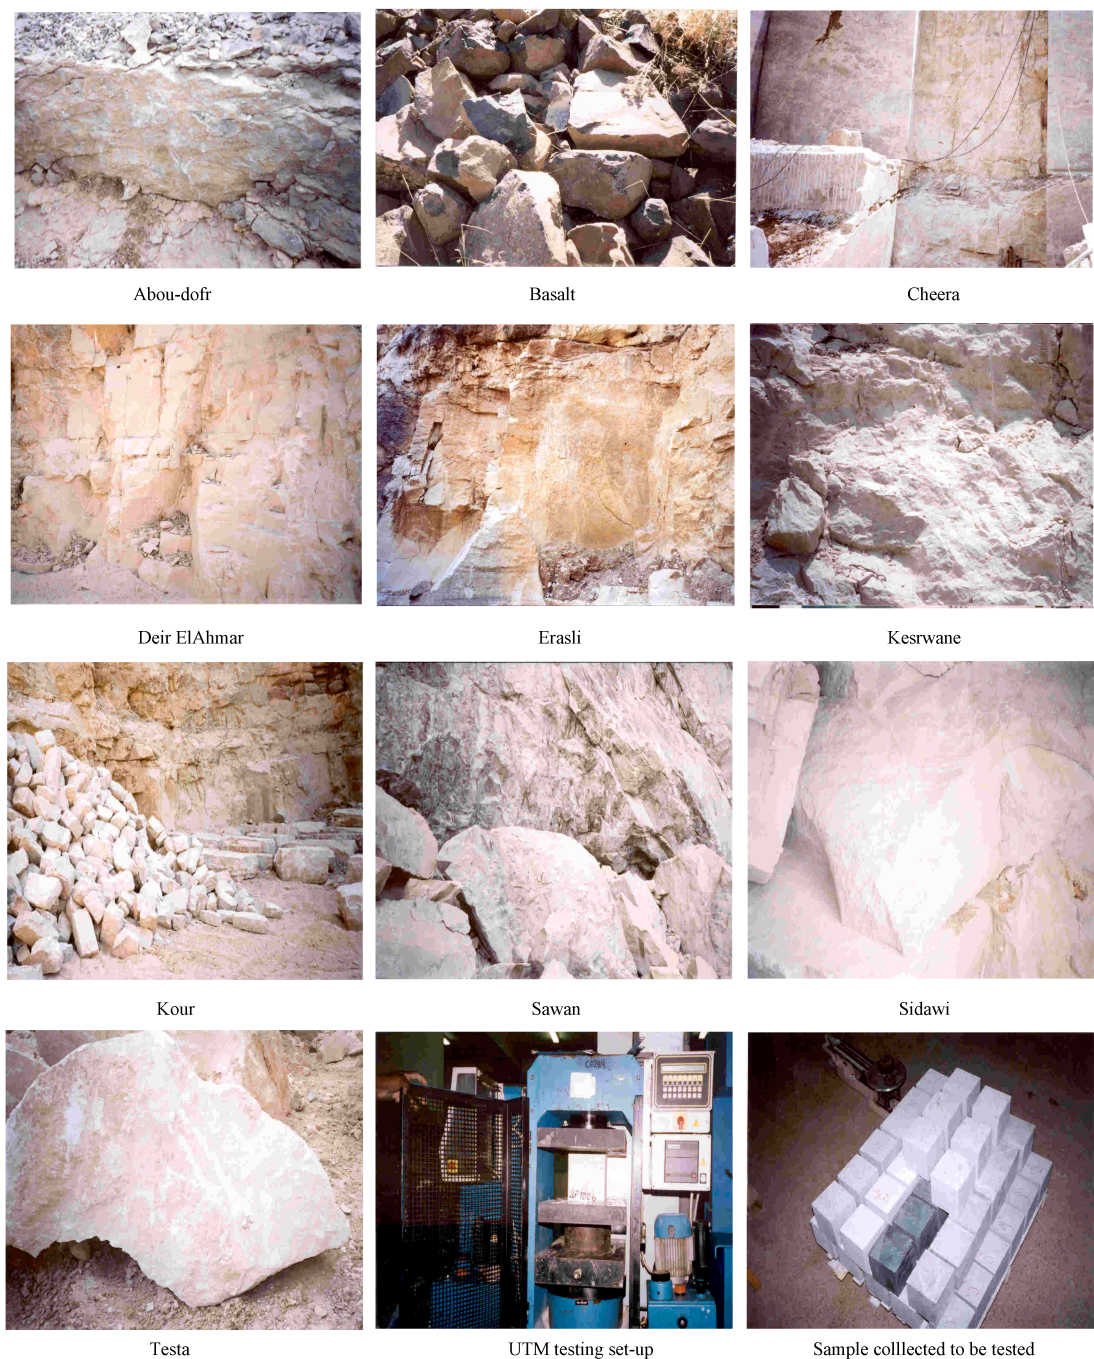 Abou-dofr
Basalt
Cheera
Deir ElAhmar
Erasli
Kesrwane
Kour
Sawan
Sidawi
Testa
UTM testing set-up
Sample colllected to be tested